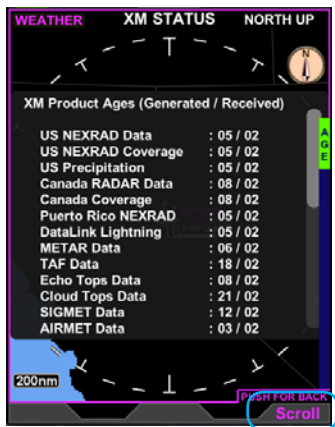 WEATHER XM STATUS NORTH UP
N
XM Product Ages (Generated / Received)
US NEXRAD Data : 05 / 02
US NEXRAD Coverage : 05 / 02
US Precipitation : 05 / 02
Canada RADAR Data : 08 / 02
Canada Coverage : 08 / 02
Puerto Rico NEXRAD : 05 / 02
DataLink Lightning : 05 / 02
METAR Data : 06 / 02
TAF Data : 18 / 02
Echo Tops Data : 08 / 02
Cloud Tops Data : 21 / 02
SIGMET Data : 12 / 02
AIRMET Data : 03 / 02
AGE
200nm
PUSH FOR BACK
Scroll